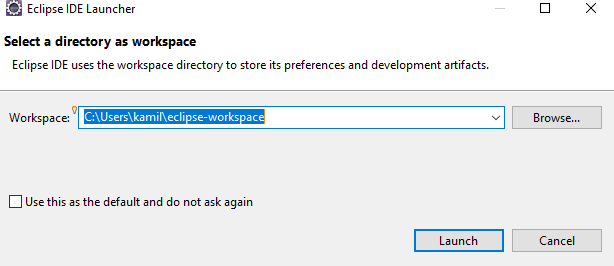 Eclipse IDE Launcher
Select a directory as workspace
Eclipse IDE uses the workspace directory to store its preferences and development artifacts.
Workspace: C:\Users\kamil\eclipse-workspace Browse...
Use this as the default and do not ask again
Launch Cancel